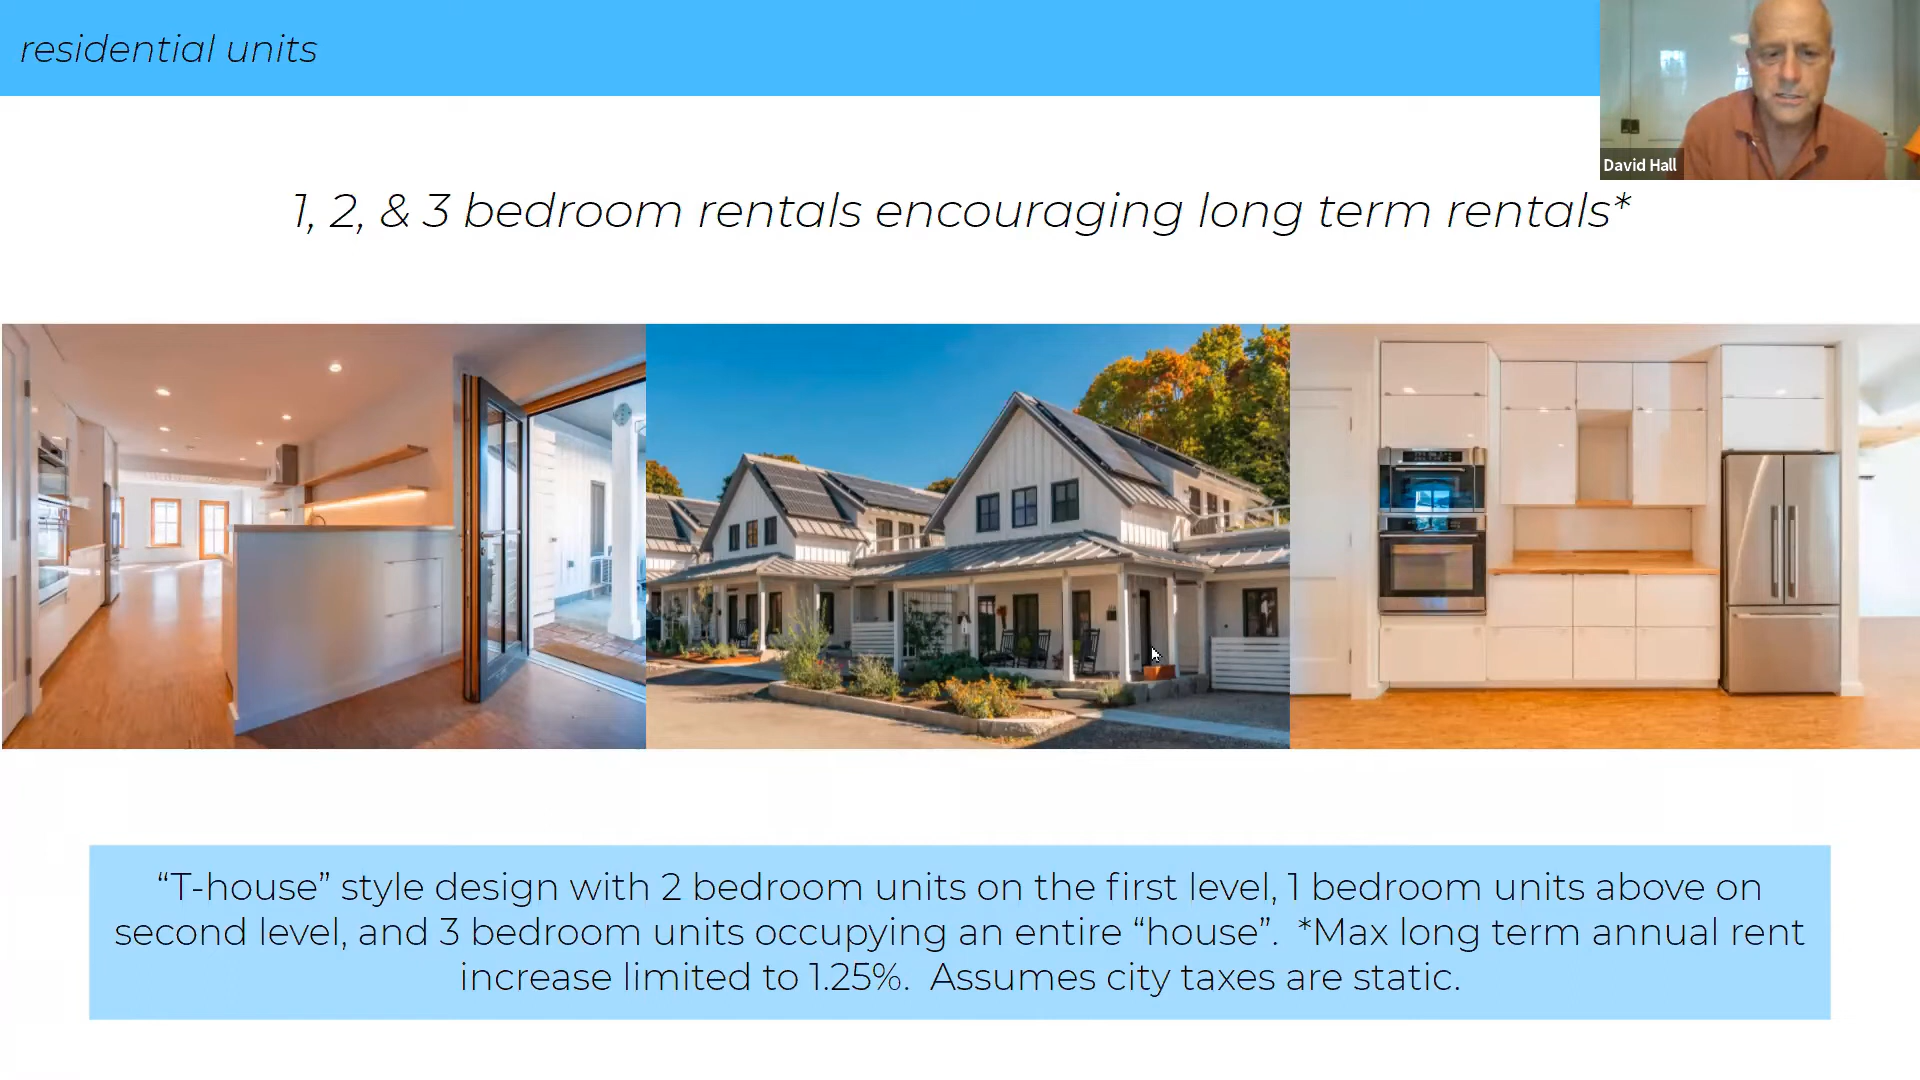 residential units
David Hall
1, 2, & 3 bedroom rentals encouraging long term rentals*
“T-house” style design with 2 bedroom units on the first level, 1 bedroom units above on
second level, and 3 bedroom units occupying an entire “house”.  *Max long term annual rent
increase limited to 1.25%.  Assumes city taxes are static.